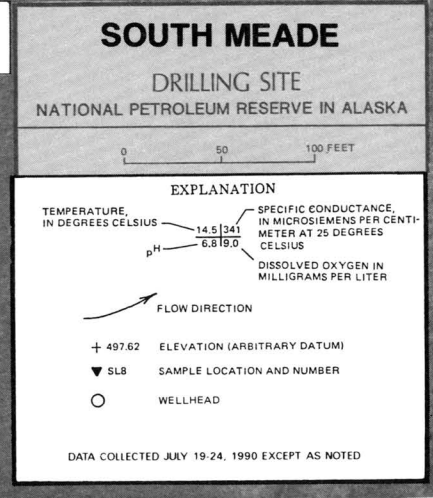 SOUTH MEADE
DRILLING SITE
NATIONAL PETROLEUM RESERVE IN ALASKA
0 50 100 FEET
EXPLANATION
TEMPERATURE,
IN DEGREES CELSIUS
14.5 341
6.8 9.0
pH
SPECIFIC CONDUCTANCE,
IN MICROSIEMENS PER CENTI-
METER AT 25 DEGREES
CELSIUS
DISSOLVED OXYGEN IN
MILLIGRAMS PER LITER
FLOW DIRECTION
+ 497.62 ELEVATION (ARBITRARY DATUM)
▼ SL8 SAMPLE LOCATION AND NUMBER
○ WELLHEAD
DATA COLLECTED JULY 19-24, 1990 EXCEPT AS NOTED